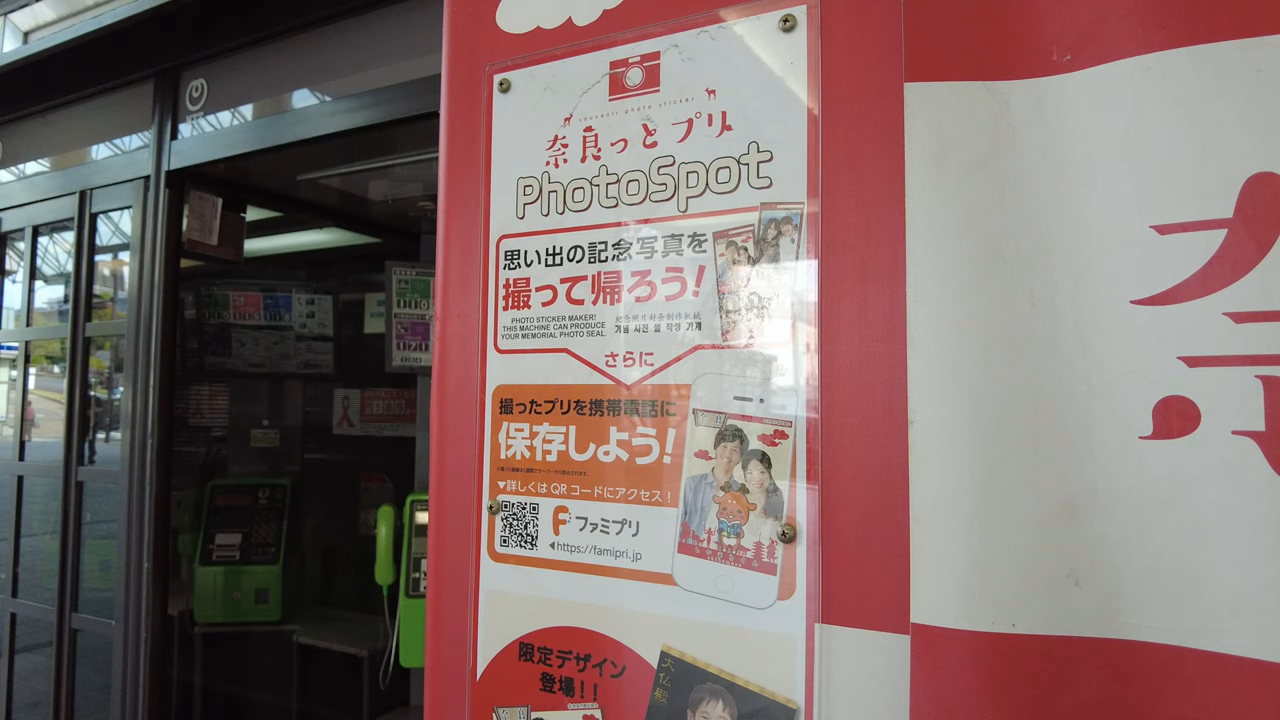 souvenir photo sticker
奈良っとプリ
PhotoSpot
思い出の記念写真を
撮って帰ろう!
PHOTO STICKER MAKER!
THIS MACHINE CAN PRODUCE
YOUR MEMORIAL PHOTO SEAL.
纪念照片封条制作机械
기념 사진 씰 작성 기계
さらに
撮ったプリを携帯電話に
保存しよう!
▼詳しくは QR コードにアクセス！
ファミプリ
◀https://famipri.jp
限定デザイン
登場!!
大仏殿